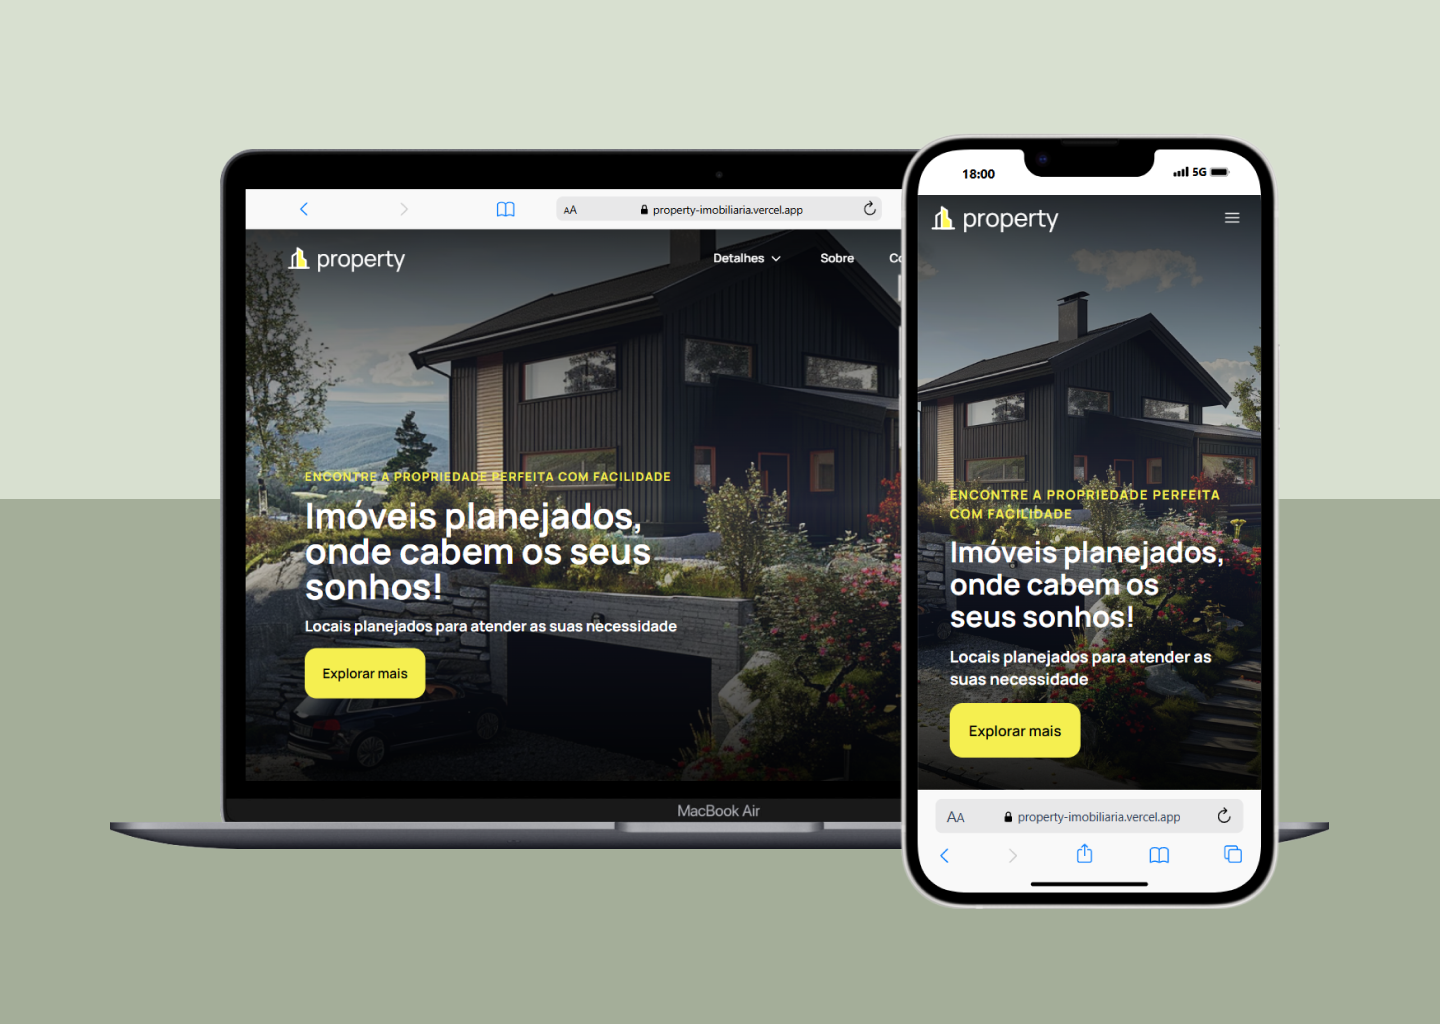 AA property-imobiliaria.vercel.app
property
Detalhes Sobre
ENCONTRE A PROPRIEDADE PERFEITA COM FACILIDADE
Imóveis planejados,
onde cabem os seus
sonhos!
Locais planejados para atender as suas necessidade
Explorar mais
MacBook Air
18:00 5G
property
ENCONTRE A PROPRIEDADE PERFEITA
COM FACILIDADE
Imóveis planejados,
onde cabem os
seus sonhos!
Locais planejados para atender as
suas necessidade
Explorar mais
AA property-imobiliaria.vercel.app